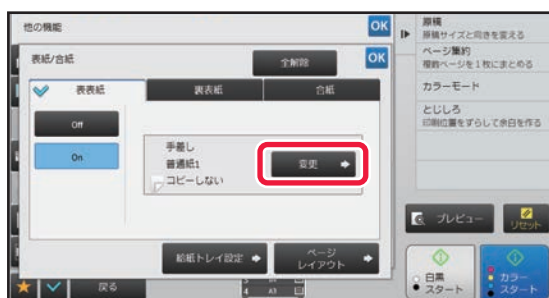 他の機能
OK
表紙/合紙
全解除
OK
表表紙
裏表紙
合紙
Off
On
手差し
普通紙1
コピーしない
変更
給紙トレイ設定
ページ
レイアウト
戻る
4 A3
原稿
原稿サイズと向きを変える
ページ集約
複数ページを1枚にまとめる
カラーモード
とじしろ
印刷位置をずらして余白を作る
プレビュー
リセット
白黒
スタート
カラー
スタート